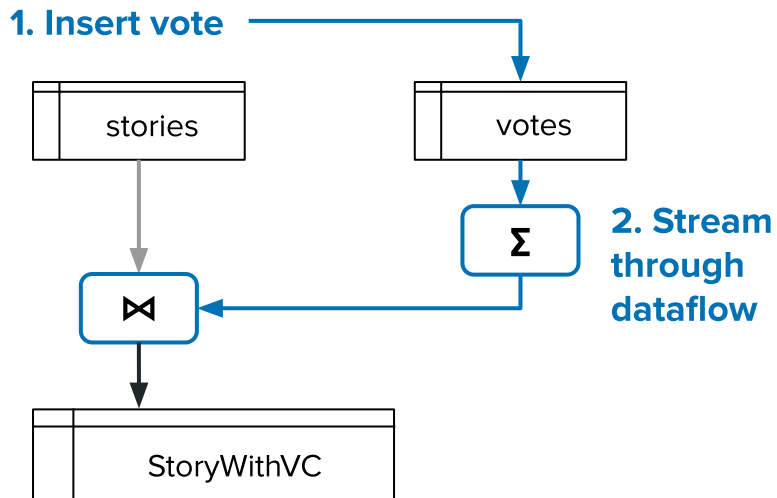 1. Insert vote
stories
votes
Σ
2. Stream
through
dataflow
⋈
StoryWithVC